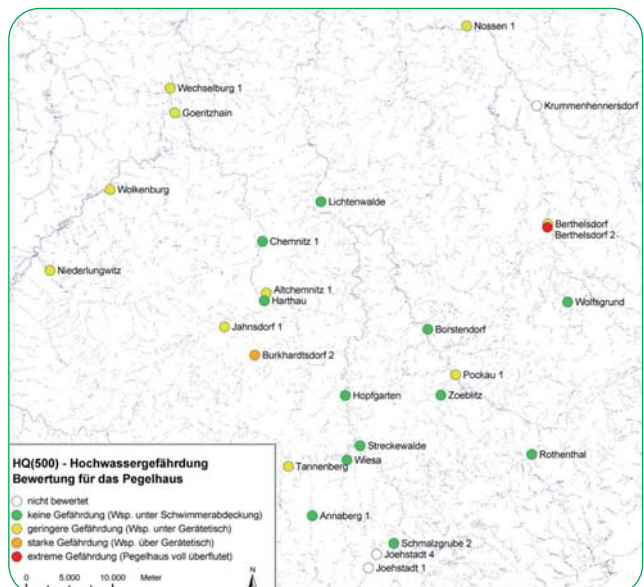 Nossen 1
Wechselburg 1
Krummenhennersdorf
Goeritzhain
Wolkenburg
Lichtenwalde
Berthelsdorf
Berthelsdorf 2
Chemnitz 1
Niederlungwitz
Altchemnitz 1
Harthau
Wolfsgrund
Jahnsdorf 1
Borstendorf
Burkhardtsdorf 2
Pockau 1
Hopfgarten
Zoeblitz
Streckewalde
Wiesa
Rothenthal
Tannenberg
Annaberg 1
Schmalzgrube 2
Joehstadt 4
Joehstadt 1
HQ(500) - Hochwassergefährdung
Bewertung für das Pegelhaus
nicht bewertet
keine Gefährdung (Wsp. unter Schwimmerabdeckung)
geringere Gefährdung (Wsp. unter Gerätetisch)
starke Gefährdung (Wsp. über Gerätetisch)
extreme Gefährdung (Pegelhaus voll überflutet)
N
0 5.000 10.000 Meter